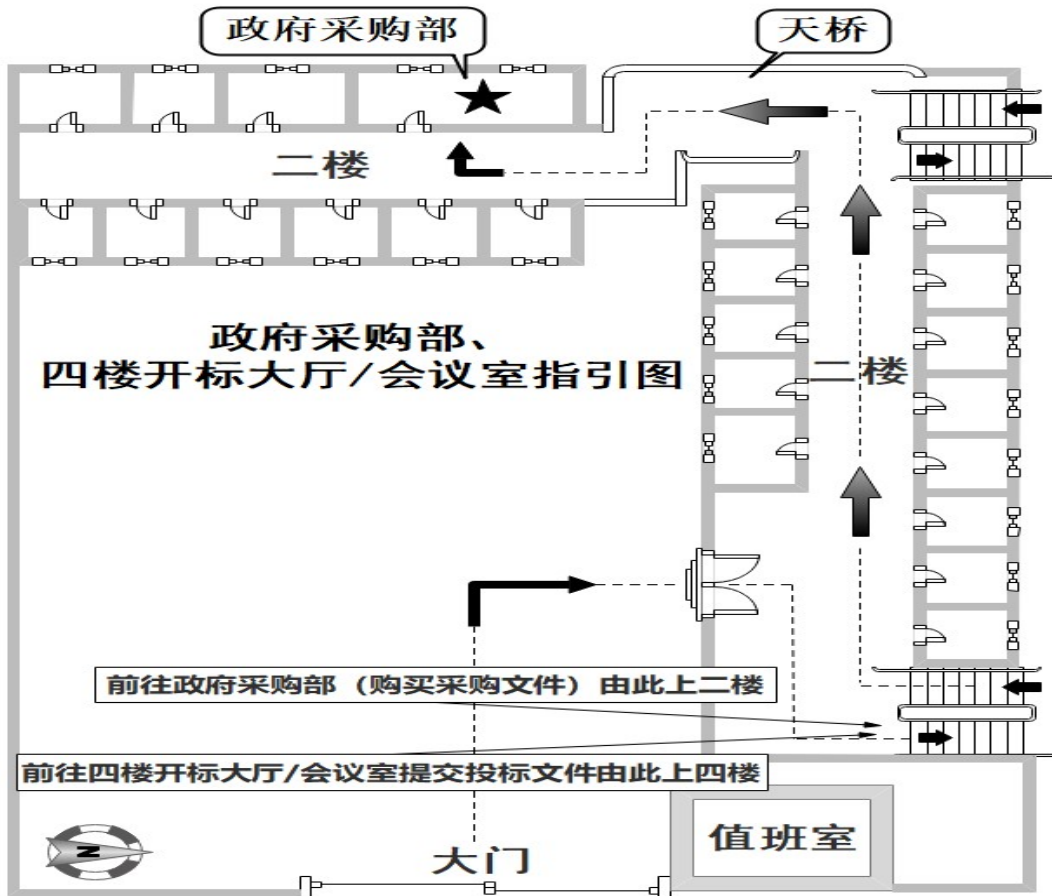 政府采购部
天桥
二楼
政府采购部、
四楼开标大厅/会议室指引图
二楼
前往政府采购部（购买采购文件）由此上二楼
前往四楼开标大厅/会议室提交投标文件由此上四楼
N
大门
值班室